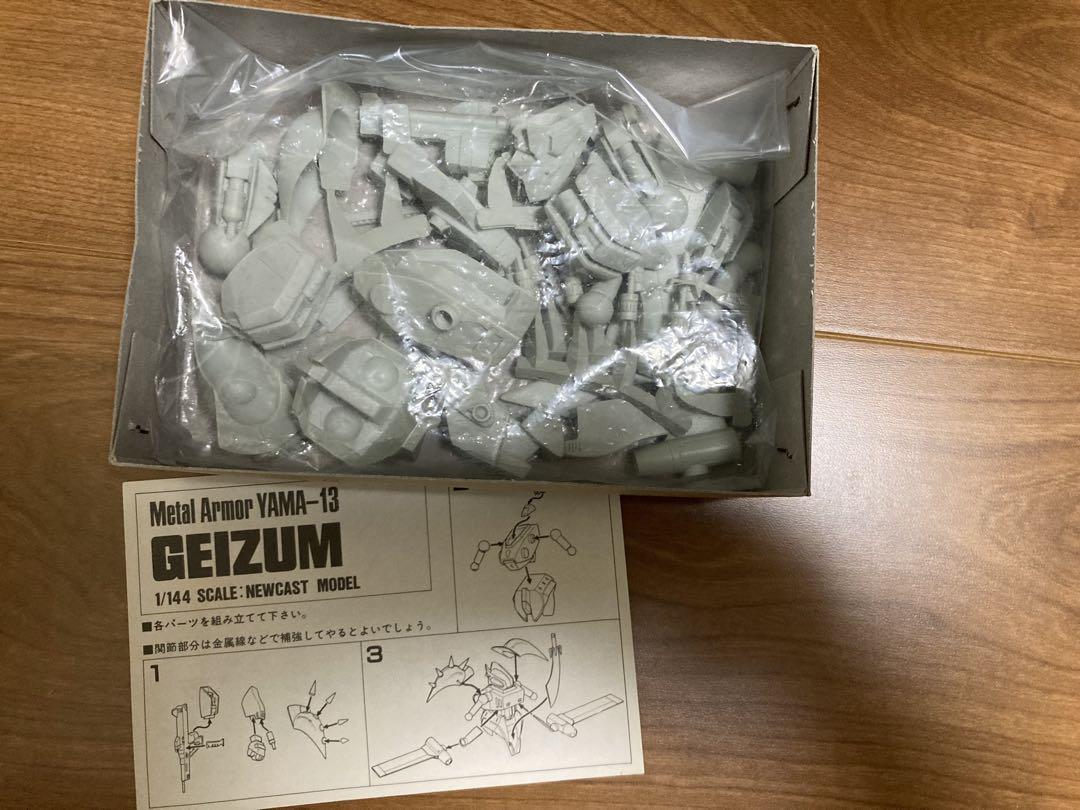 Metal Armor YAMA-13
GEIZUM
1/144 SCALE:NEWCAST MODEL
■各パーツを組み立てて下さい。
■関節部分は金属線などで補強してやるとよいでしょう。
1
3